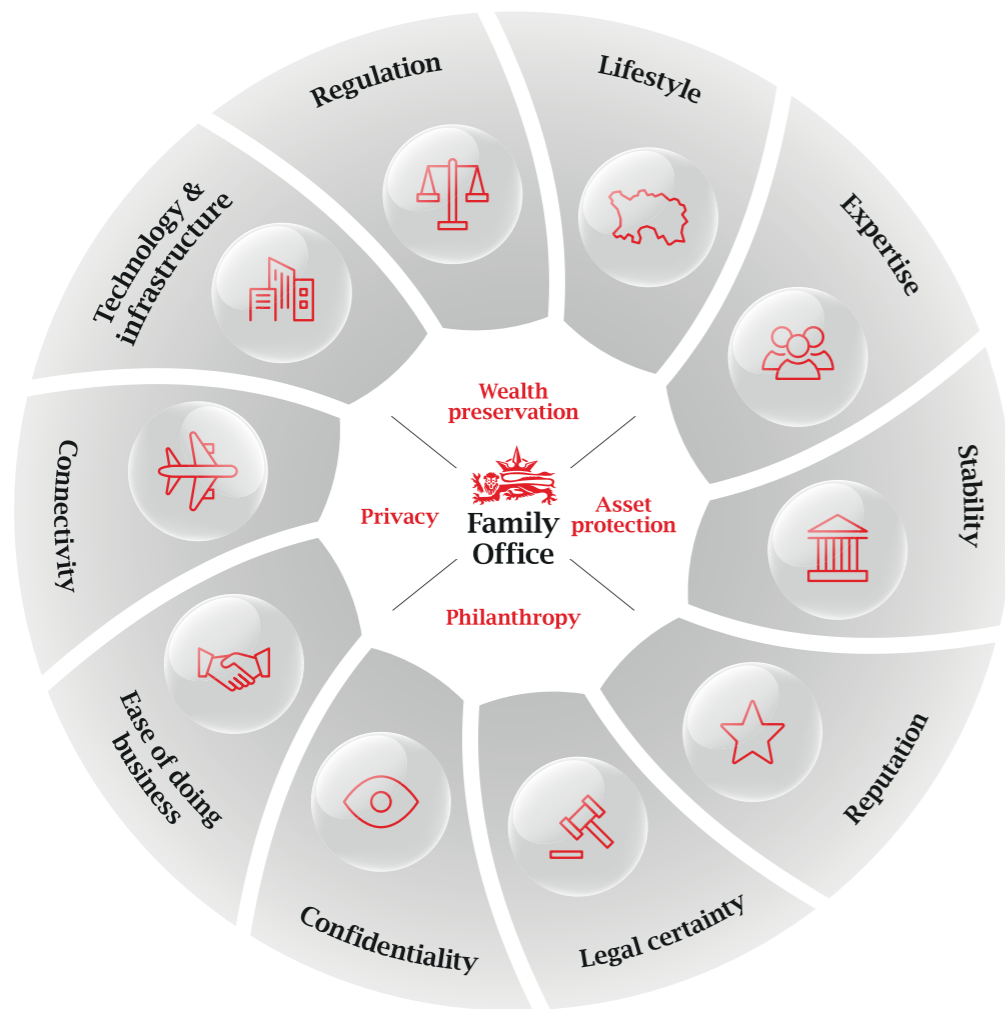 Regulation
Lifestyle
Expertise
Stability
Reputation
Legal certainty
Confidentiality
Ease of doing
business
Connectivity
Technology &
infrastructure
Wealth
preservation
Privacy
Family
Office
Asset
protection
Philanthropy